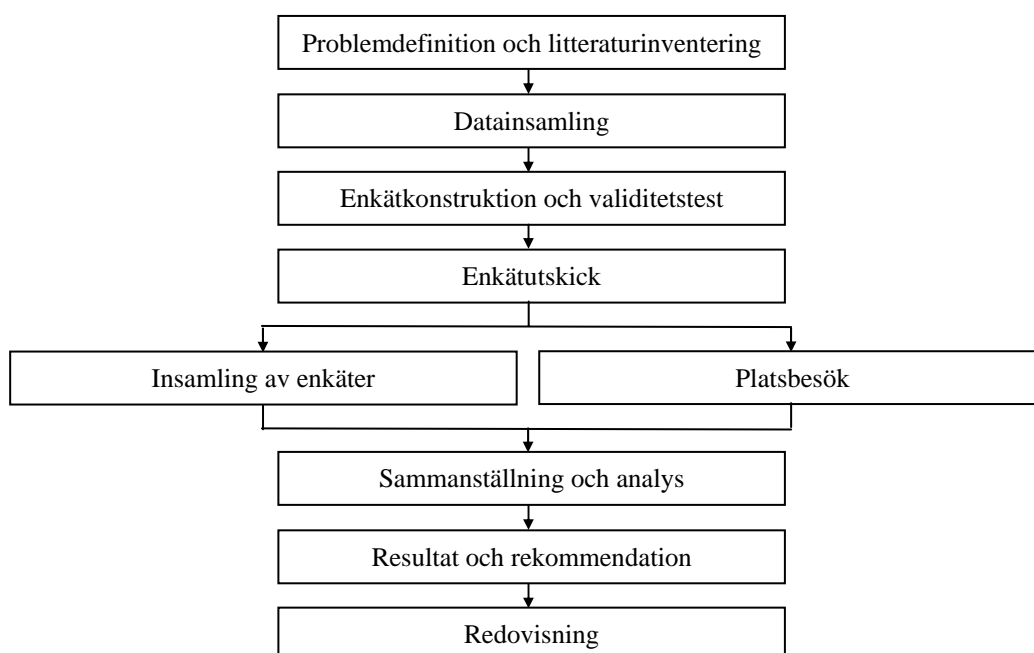 Problemdefinition och litteraturinventering
Datainsamling
Enkätkonstruktion och validitetstest
Enkätutskick
Insamling av enkäter
Platsbesök
Sammanställning och analys
Resultat och rekommendation
Redovisning